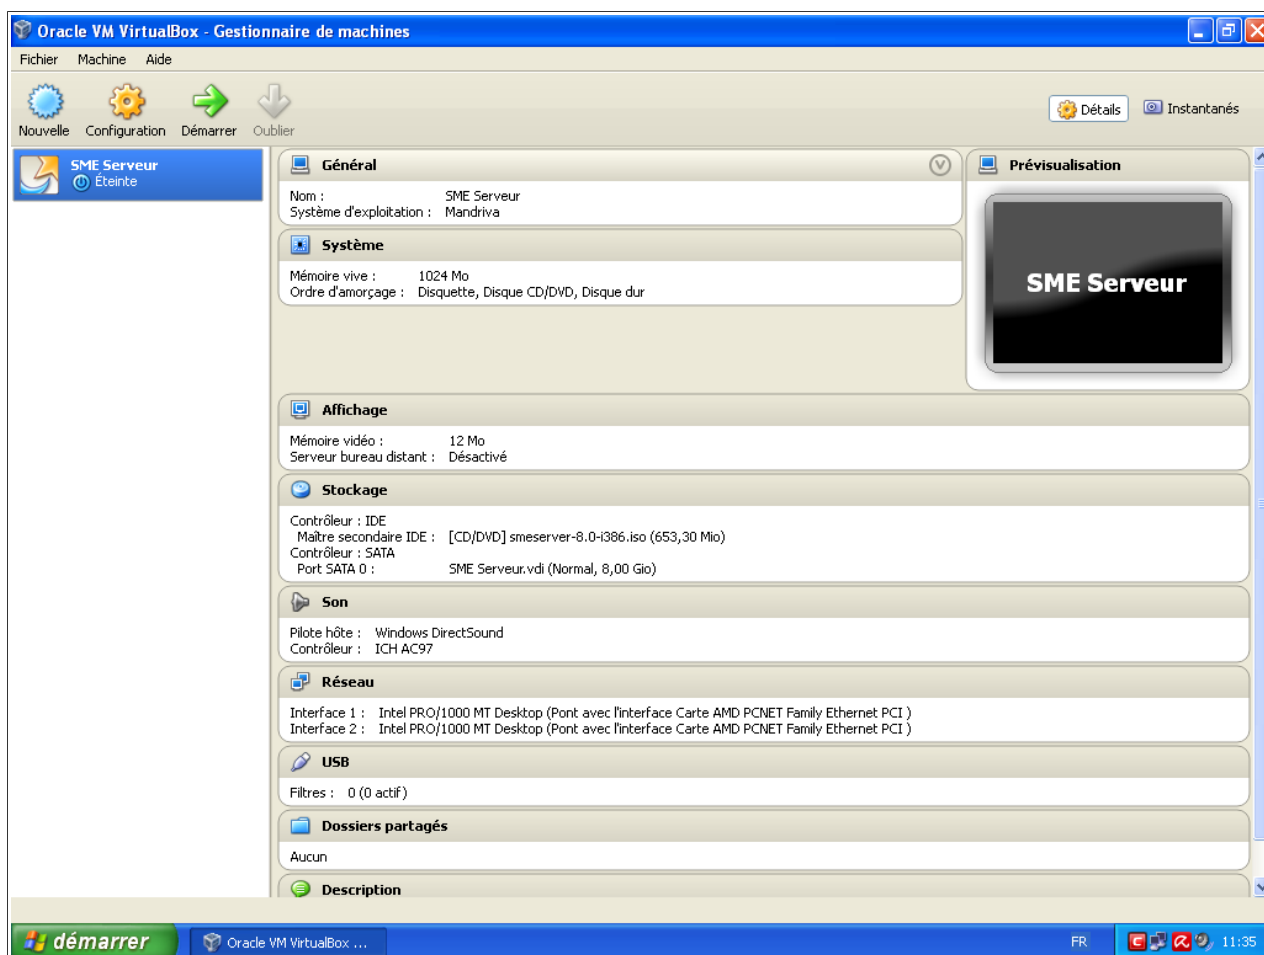 Oracle VM VirtualBox - Gestionnaire de machines
Fichier Machine Aide
Nouvelle Configuration Démarrer Oublier
Détails Instantanés
SME Serveur
Éteinte
Général
Nom : SME Serveur
Système d'exploitation : Mandriva
Prévisualisation
SME Serveur
Système
Mémoire vive : 1024 Mo
Ordre d'amorçage : Disquette, Disque CD/DVD, Disque dur
Affichage
Mémoire vidéo : 12 Mo
Serveur bureau distant : Désactivé
Stockage
Contrôleur : IDE
Maître secondaire IDE : [CD/DVD] smeserver-8.0-i386.iso (653,30 Mio)
Contrôleur : SATA
Port SATA 0 : SME Serveur.vdi (Normal, 8,00 Gio)
Son
Pilote hôte : Windows DirectSound
Contrôleur : ICH AC97
Réseau
Interface 1 : Intel PRO/1000 MT Desktop (Pont avec l'interface Carte AMD PCNET Family Ethernet PCI )
Interface 2 : Intel PRO/1000 MT Desktop (Pont avec l'interface Carte AMD PCNET Family Ethernet PCI )
USB
Filtres : 0 (0 actif)
Dossiers partagés
Aucun
Description
démarrer Oracle VM VirtualBox ... FR 11:35